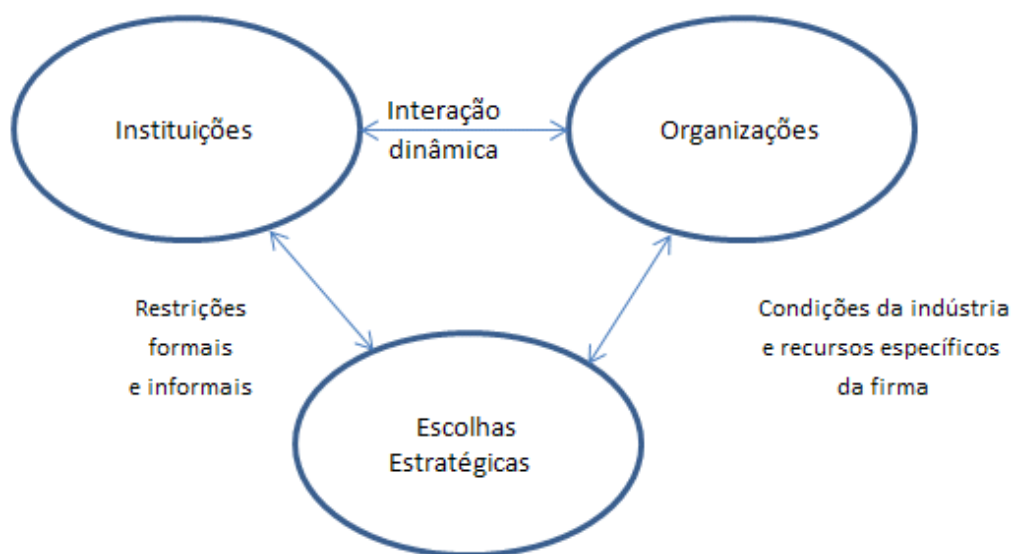 Instituições
Interação
dinâmica
Organizações
Restrições
formais
e informais
Condições da indústria
e recursos específicos
da firma
Escolhas
Estratégicas